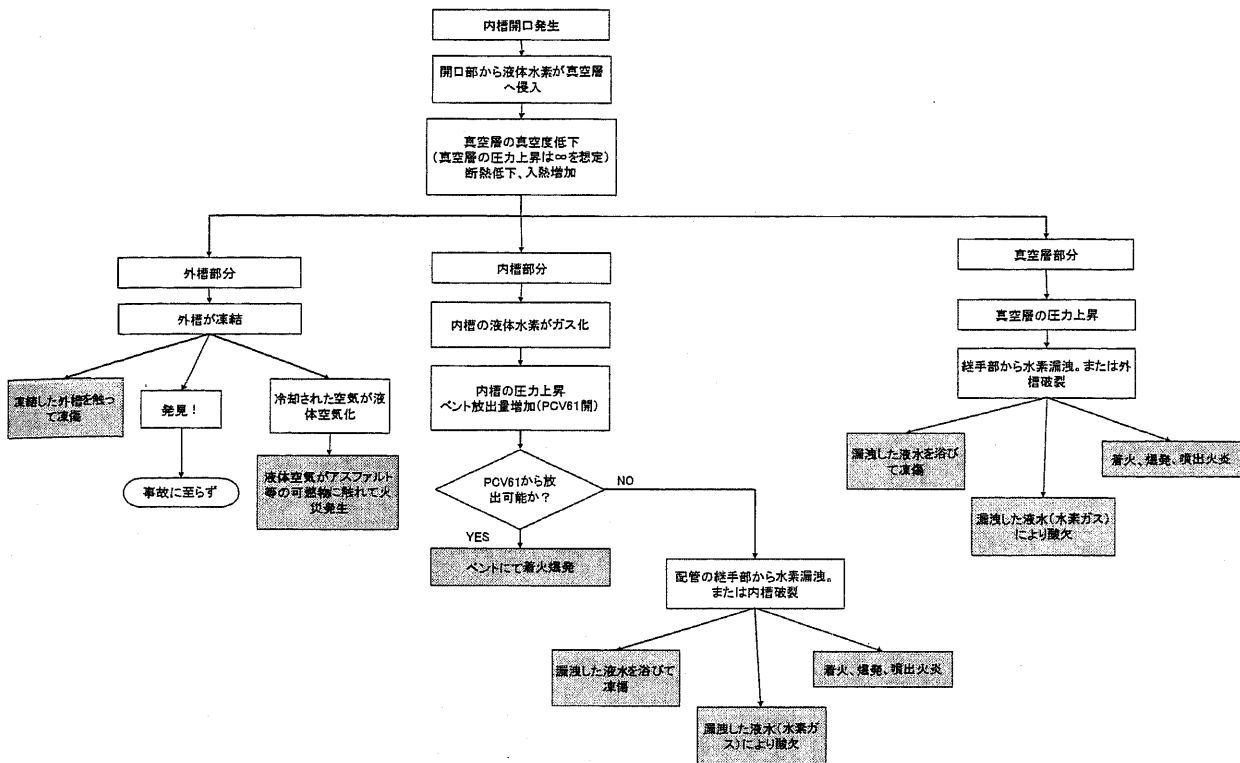 内槽開口発生
開口部から液体水素が真空層
へ侵入
真空層の真空度低下
(真空層の圧力上昇は∞を想定)
断熱低下、入熱増加
外槽部分
外槽が凍結
凍結した外槽を触っ
て凍傷
発見!
事故に至らず
冷却された空気が液
体空気化
液体空気がアスファルト
等の可燃物に触れて火
災発生
内槽部分
内槽の液体水素がガス化
内槽の圧力上昇
ベント放出量増加(PCV61開)
PCV61から放
出可能か?
NO
YES
ベントにて着火爆発
配管の継手部から水素漏洩。
または内槽破裂
漏洩した液水を浴びて
凍傷
漏洩した液水(水素ガ
ス)により酸欠
着火、爆発、噴出火炎
真空層部分
真空層の圧力上昇
継手部から水素漏洩。または外
槽破裂
漏洩した液水を浴び
て凍傷
漏洩した液水(水素ガス)
により酸欠
着火、爆発、噴出火炎